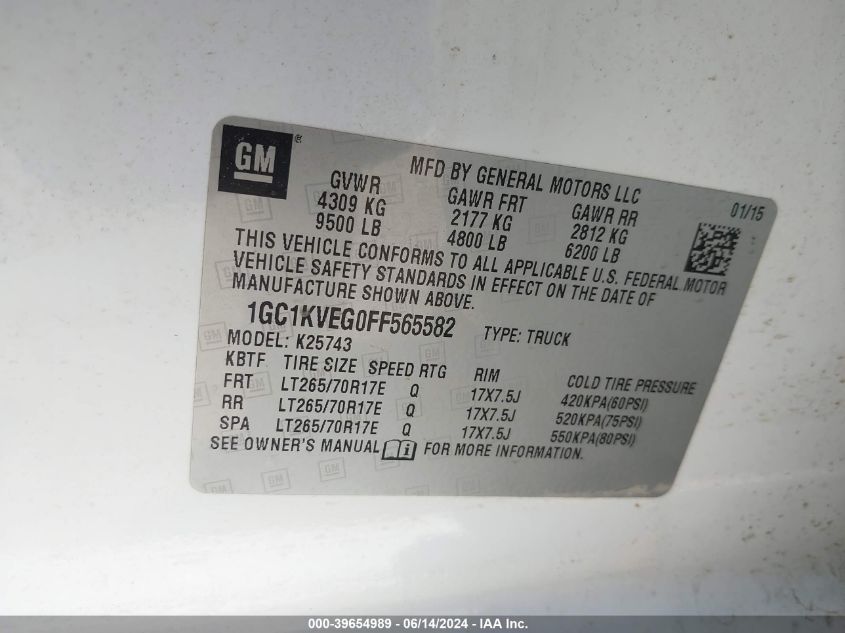 GM ®
MFD BY GENERAL MOTORS LLC
01/15
GVWR GAWR FRT GAWR RR
4309 KG 2177 KG 2812 KG
9500 LB 4800 LB 6200 LB
THIS VEHICLE CONFORMS TO ALL APPLICABLE U.S. FEDERAL MOTOR
VEHICLE SAFETY STANDARDS IN EFFECT ON THE DATE OF
MANUFACTURE SHOWN ABOVE.
1GC1KVEG0FF565582 TYPE: TRUCK
MODEL: K25743
KBTF TIRE SIZE SPEED RTG RIM COLD TIRE PRESSURE
FRT LT265/70R17E Q 17X7.5J 420KPA(60PSI)
RR LT265/70R17E Q 17X7.5J 520KPA(75PSI)
SPA LT265/70R17E Q 17X7.5J 550KPA(80PSI)
SEE OWNER'S MANUAL i FOR MORE INFORMATION.
000-39654989 - 06/14/2024 - IAA Inc.